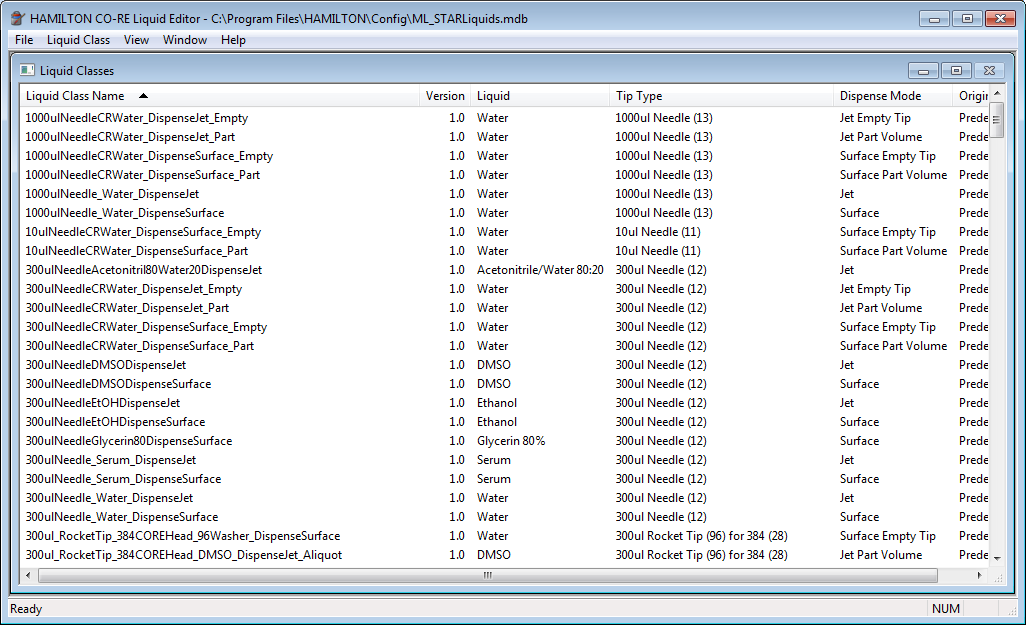 HAMILTON CO-RE Liquid Editor - C:\Program Files\HAMILTON\Config\ML_STARLiquids.mdb
File Liquid Class View Window Help
Liquid Classes
Liquid Class Name Version Liquid Tip Type Dispense Mode Origin
1000ulNeedleCRWater_DispenseJet_Empty 1.0 Water 1000ul Needle (13) Jet Empty Tip Prede
1000ulNeedleCRWater_DispenseJet_Part 1.0 Water 1000ul Needle (13) Jet Part Volume Prede
1000ulNeedleCRWater_DispenseSurface_Empty 1.0 Water 1000ul Needle (13) Surface Empty Tip Prede
1000ulNeedleCRWater_DispenseSurface_Part 1.0 Water 1000ul Needle (13) Surface Part Volume Prede
1000ulNeedle_Water_DispenseJet 1.0 Water 1000ul Needle (13) Jet Prede
1000ulNeedle_Water_DispenseSurface 1.0 Water 1000ul Needle (13) Surface Prede
10ulNeedleCRWater_DispenseSurface_Empty 1.0 Water 10ul Needle (11) Surface Empty Tip Prede
10ulNeedleCRWater_DispenseSurface_Part 1.0 Water 10ul Needle (11) Surface Part Volume Prede
300ulNeedleAcetonitril80Water20DispenseJet 1.0 Acetonitrile/Water 80:20 300ul Needle (12) Jet Prede
300ulNeedleCRWater_DispenseJet_Empty 1.0 Water 300ul Needle (12) Jet Empty Tip Prede
300ulNeedleCRWater_DispenseJet_Part 1.0 Water 300ul Needle (12) Jet Part Volume Prede
300ulNeedleCRWater_DispenseSurface_Empty 1.0 Water 300ul Needle (12) Surface Empty Tip Prede
300ulNeedleCRWater_DispenseSurface_Part 1.0 Water 300ul Needle (12) Surface Part Volume Prede
300ulNeedleDMSODispenseJet 1.0 DMSO 300ul Needle (12) Jet Prede
300ulNeedleDMSODispenseSurface 1.0 DMSO 300ul Needle (12) Surface Prede
300ulNeedleEtOHDispenseJet 1.0 Ethanol 300ul Needle (12) Jet Prede
300ulNeedleEtOHDispenseSurface 1.0 Ethanol 300ul Needle (12) Surface Prede
300ulNeedleGlycerin80DispenseSurface 1.0 Glycerin 80% 300ul Needle (12) Surface Prede
300ulNeedle_Serum_DispenseJet 1.0 Serum 300ul Needle (12) Jet Prede
300ulNeedle_Serum_DispenseSurface 1.0 Serum 300ul Needle (12) Surface Prede
300ulNeedle_Water_DispenseJet 1.0 Water 300ul Needle (12) Jet Prede
300ulNeedle_Water_DispenseSurface 1.0 Water 300ul Needle (12) Surface Prede
300ul_RocketTip_384COREHead_96Washer_DispenseSurface 1.0 Water 300ul Rocket Tip (96) for 384 (28) Surface Empty Tip Prede
300ul_RocketTip_384COREHead_DMSO_DispenseJet_Aliquot 1.0 DMSO 300ul Rocket Tip (96) for 384 (28) Jet Part Volume Prede
Ready NUM